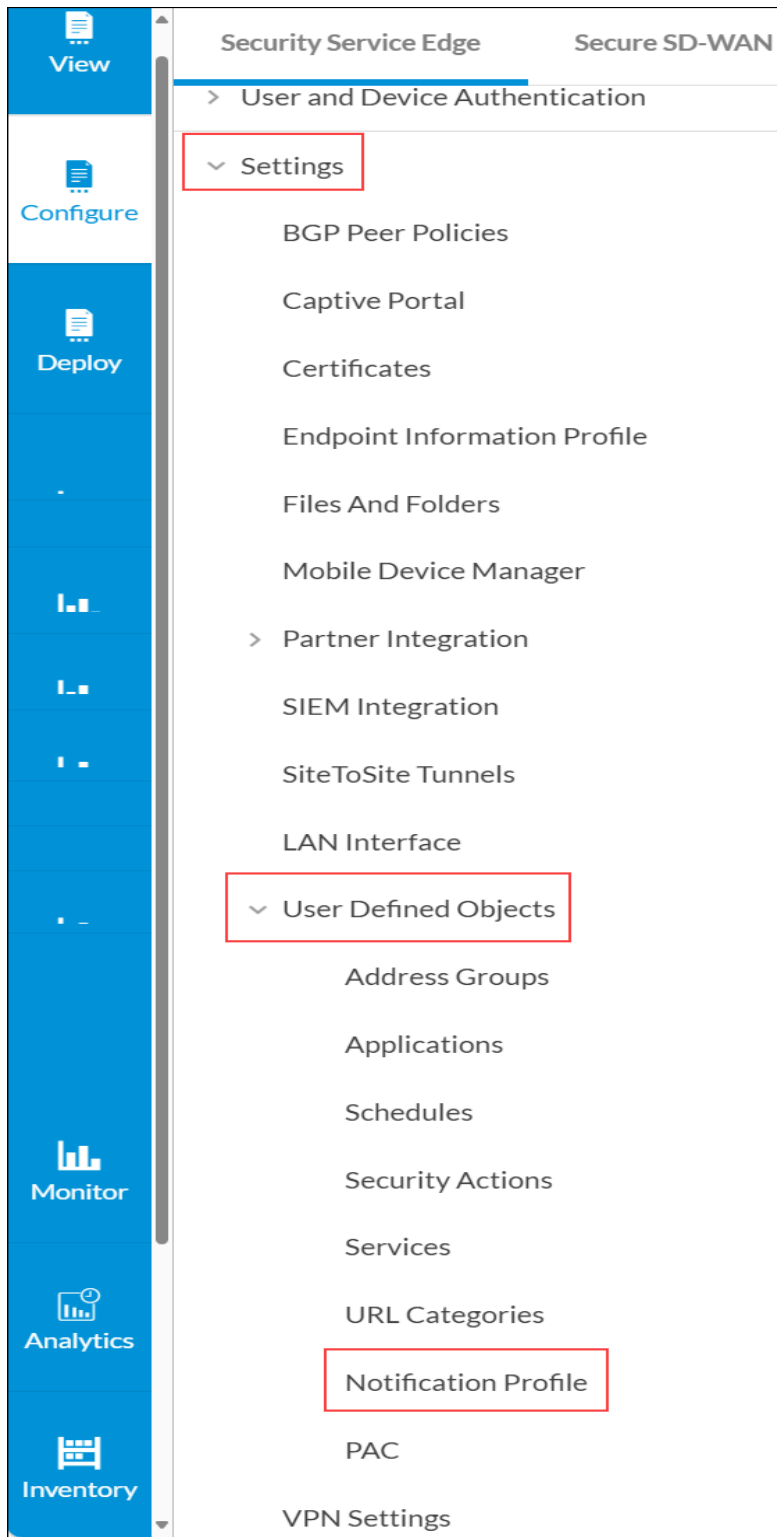 View
Configure
Deploy
Monitor
Analytics
Inventory
Security Service Edge
Secure SD-WAN
User and Device Authentication
Settings
BGP Peer Policies
Captive Portal
Certificates
Endpoint Information Profile
Files And Folders
Mobile Device Manager
Partner Integration
SIEM Integration
SiteToSite Tunnels
LAN Interface
User Defined Objects
Address Groups
Applications
Schedules
Security Actions
Services
URL Categories
Notification Profile
PAC
VPN Settings